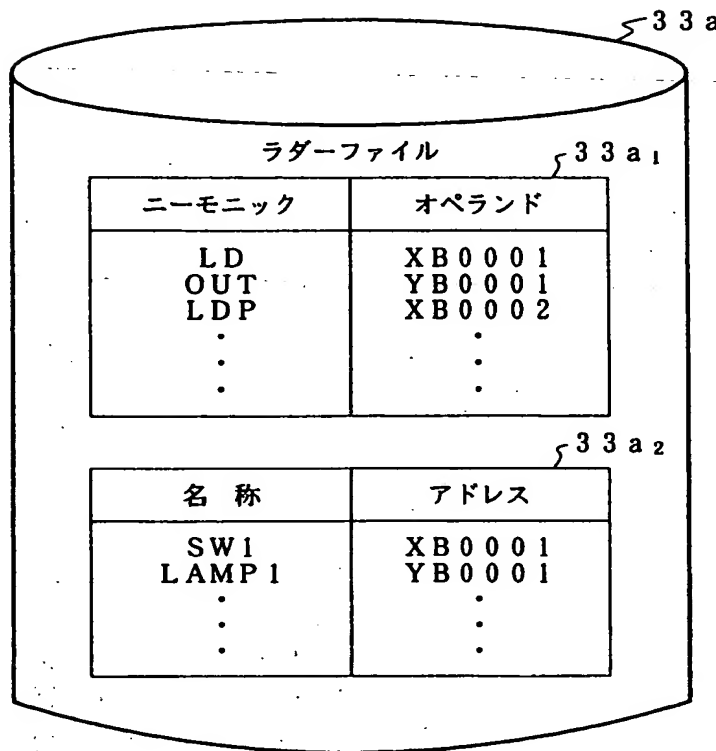 33a
ラダーファイル
33a₁
ニーモニック オペランド
LD XB0001
OUT YB0001
LDP XB0002
33a₂
名称 アドレス
SW1 XB0001
LAMP1 YB0001